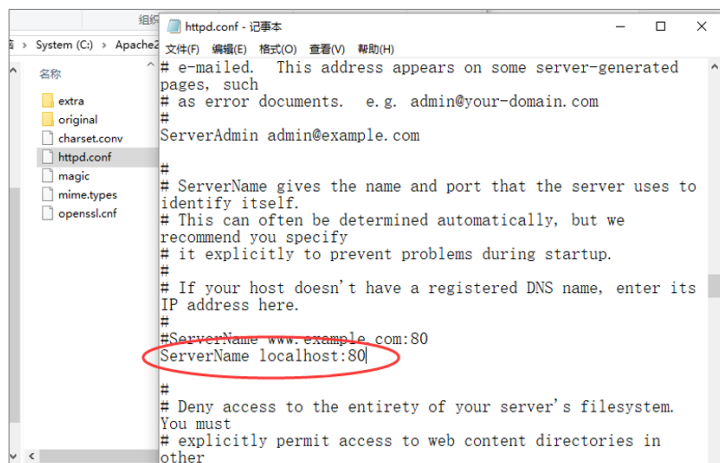 组织
httpd.conf - 记事本
System (C:) › Apache2
文件(F) 编辑(E) 格式(O) 查看(V) 帮助(H)
名称
extra
original
charset.conv
httpd.conf
magic
mime.types
openssl.cnf
# e-mailed.  This address appears on some server-generated
pages, such
# as error documents.  e.g. admin@your-domain.com
#
ServerAdmin admin@example.com
#
# ServerName gives the name and port that the server uses to
identify itself.
# This can often be determined automatically, but we
recommend you specify
# it explicitly to prevent problems during startup.
#
# If your host doesn't have a registered DNS name, enter its
IP address here.
#
#ServerName www.example.com:80
ServerName localhost:80
#
# Deny access to the entirety of your server's filesystem.
You must
# explicitly permit access to web content directories in
other